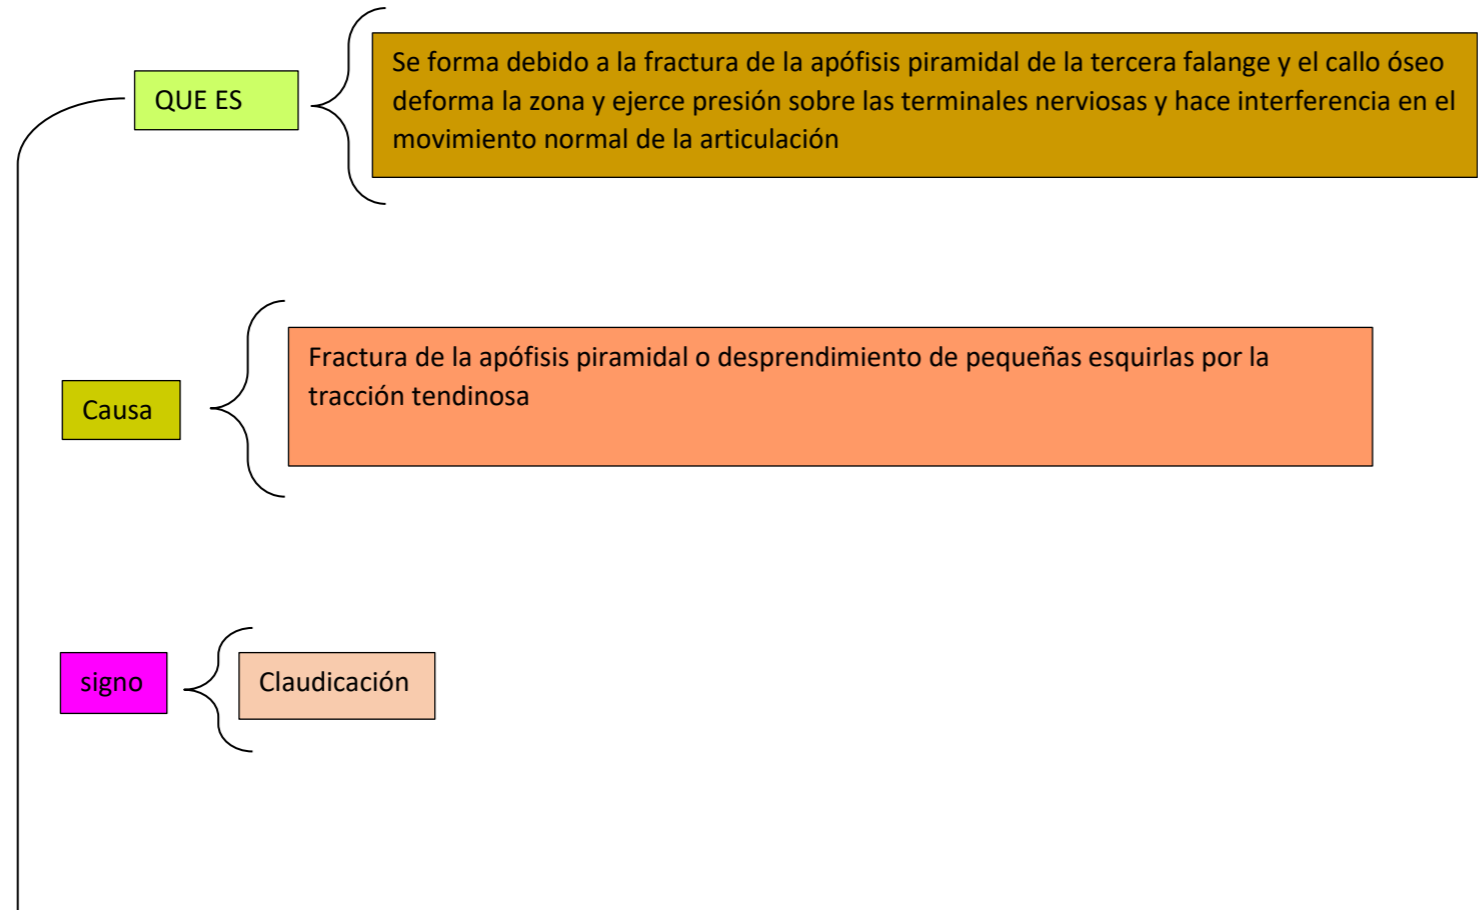 QUE ES
Se forma debido a la fractura de la apófisis piramidal de la tercera falange y el callo óseo
deforma la zona y ejerce presión sobre las terminales nerviosas y hace interferencia en el
movimiento normal de la articulación
Causa
Fractura de la apófisis piramidal o desprendimiento de pequeñas esquirlas por la
tracción tendinosa
signo
Claudicación